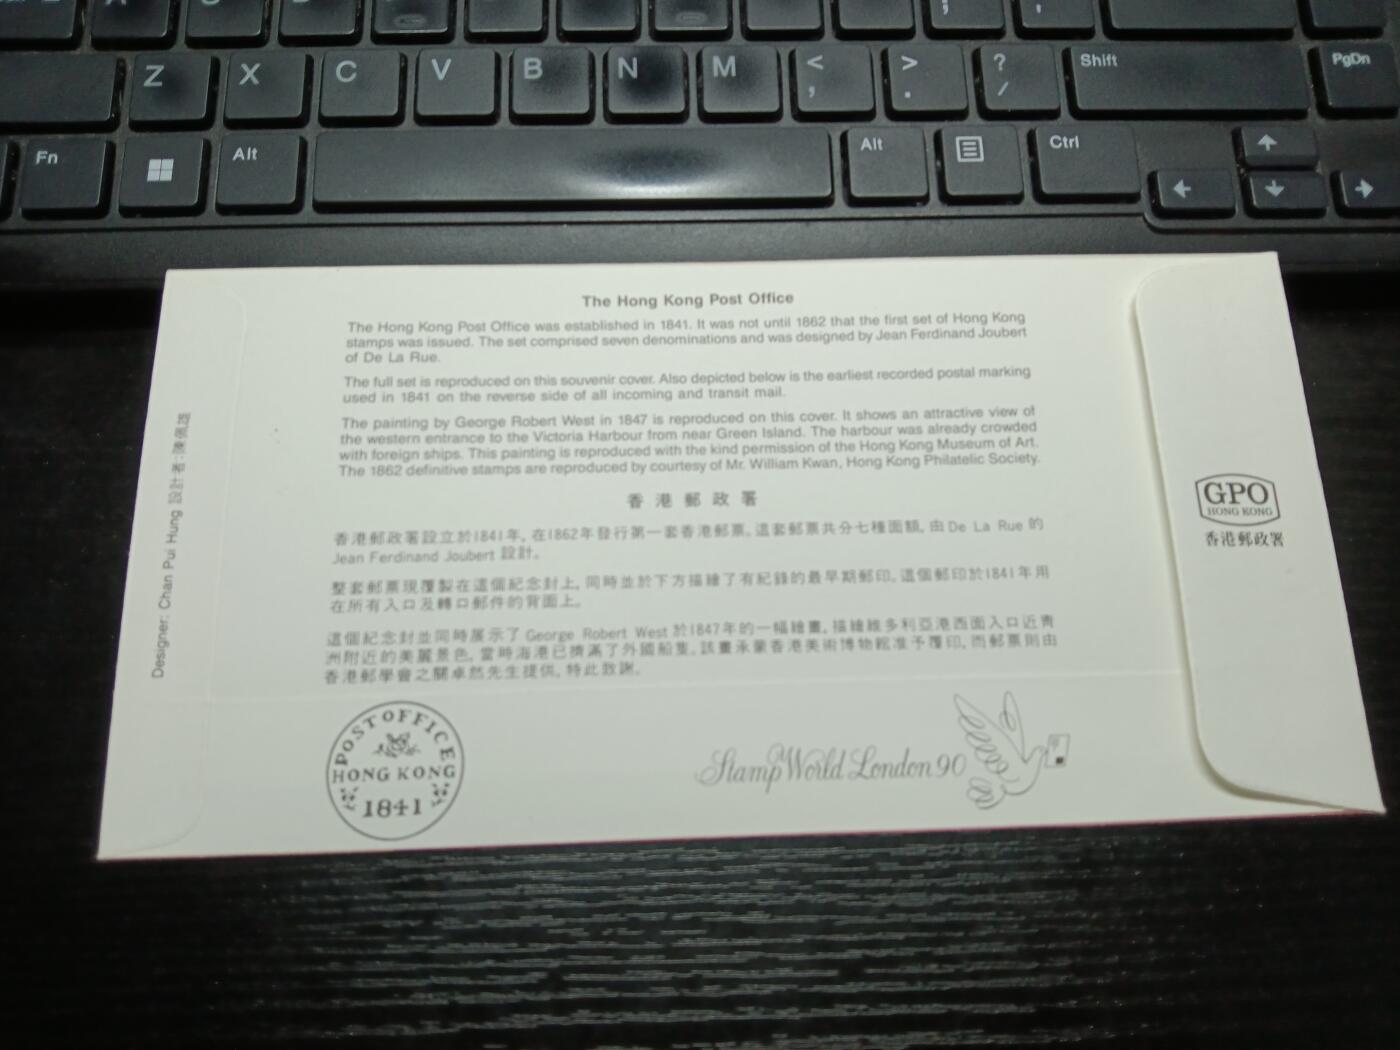 Z X C V B N M < , > . ? / Shift PgDn
Fn Alt Alt Ctrl
The Hong Kong Post Office
The Hong Kong Post Office was established in 1841. It was not until 1862 that the first set of Hong Kong
stamps was issued. The set comprised seven denominations and was designed by Jean Ferdinand Joubert
of De La Rue.
The full set is reproduced on this souvenir cover. Also depicted below is the earliest recorded postal marking
used in 1841 on the reverse side of all incoming and transit mail.
The painting by George Robert West in 1847 is reproduced on this cover. It shows an attractive view of
the western entrance to the Victoria Harbour from near Green Island. The harbour was already crowded
with foreign ships. This painting is reproduced with the kind permission of the Hong Kong Museum of Art.
The 1862 definitive stamps are reproduced by courtesy of Mr. William Kwan, Hong Kong Philatelic Society.
香港郵政署
香港郵政署設立於1841年, 在1862年發行第一套香港郵票。這套郵票共分七種面額, 由 De La Rue 的
Jean Ferdinand Joubert 設計。
整套郵票現覆製在這個紀念封上, 同時並於下方描繪了有紀錄的最早期郵印。這個郵印於1841年用
在所有入口及轉口郵件的背面上。
這個紀念封並同時展示了 George Robert West 於1847年的一幅繪畫, 描繪維多利亞港西面入口近青
洲附近的美麗景色。當時海港已擠滿了外國船隻。該畫承蒙香港美術博物館准予覆印, 而郵票則由
香港郵學會之關卓然先生提供, 特此致謝。
Designer: Chan Pui Hung 設計者:陳佩雄
GPO
HONG KONG
香港郵政署
POST OFFICE
HONG KONG
1841
Stamp World London 90